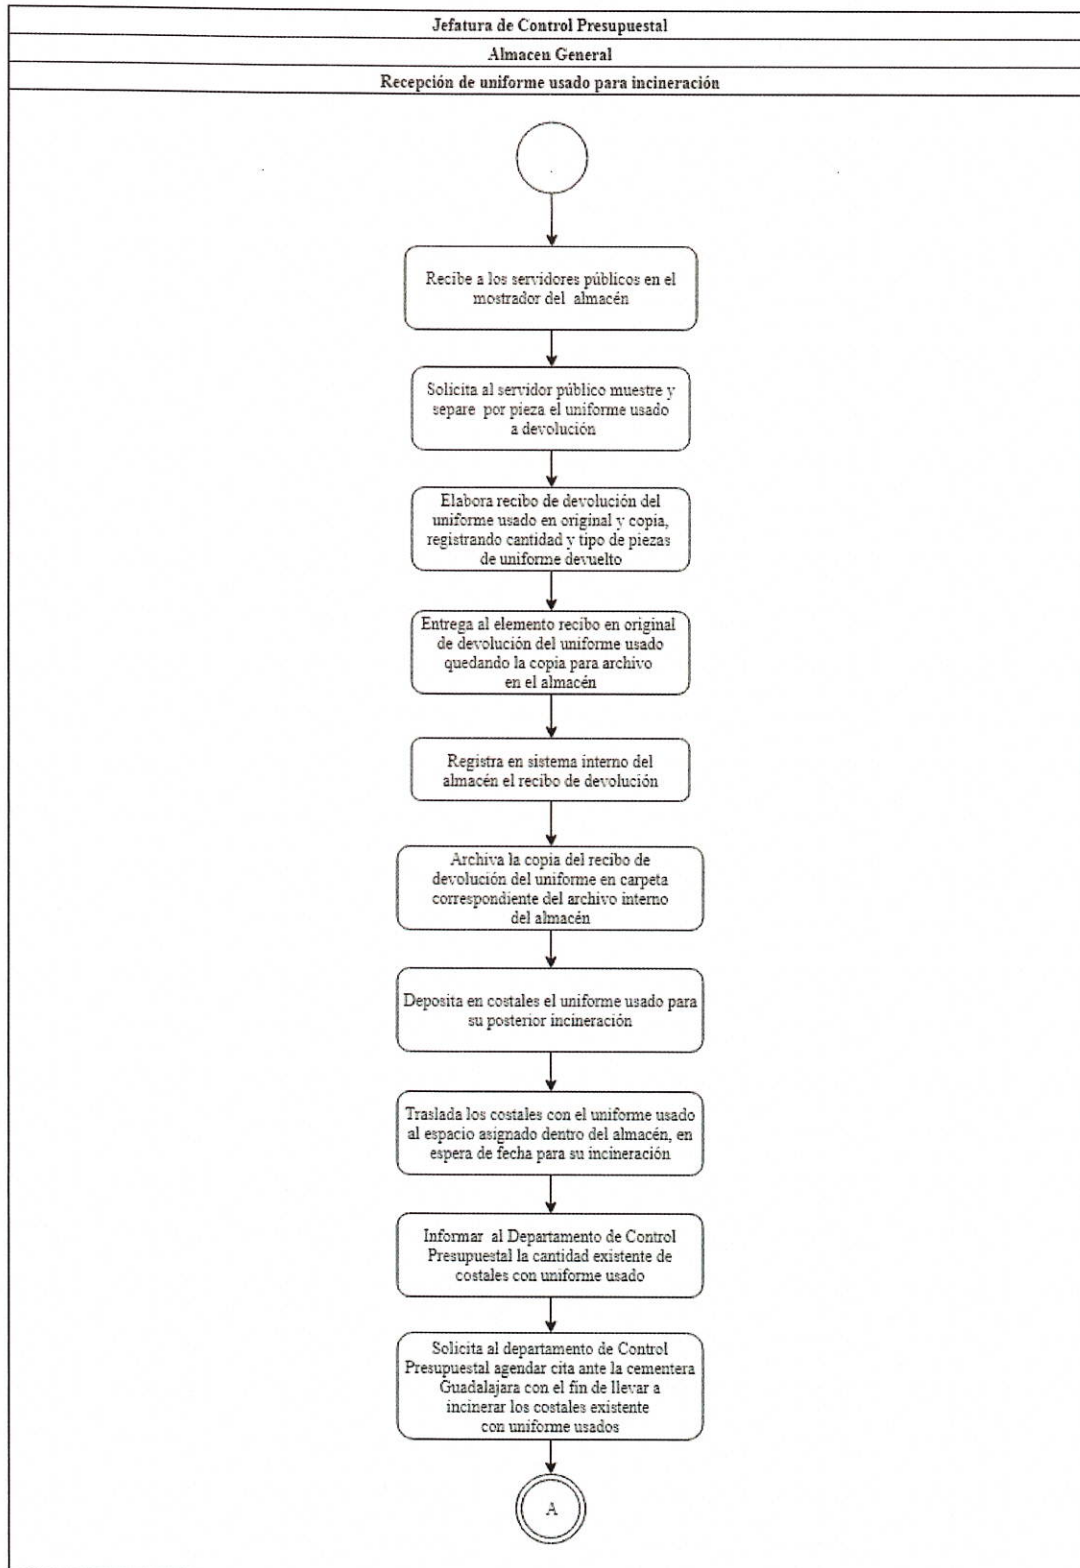 Jefatura de Control Presupuestal
Almacen General
Recepción de uniforme usado para incineración
Recibe a los servidores públicos en el
mostrador del almacén
Solicita al servidor público muestre y
separe por pieza el uniforme usado
a devolución
Elabora recibo de devolución del
uniforme usado en original y copia,
registrando cantidad y tipo de piezas
de uniforme devuelto
Entrega al elemento recibo en original
de devolución del uniforme usado
quedando la copia para archivo
en el almacén
Registra en sistema interno del
almacén el recibo de devolución
Archiva la copia del recibo de
devolución del uniforme en carpeta
correspondiente del archivo interno
del almacén
Deposita en costales el uniforme usado para
su posterior incineración
Traslada los costales con el uniforme usado
al espacio asignado dentro del almacén, en
espera de fecha para su incineración
Informar al Departamento de Control
Presupuestal la cantidad existente de
costales con uniforme usado
Solicita al departamento de Control
Presupuestal agendar cita ante la cementera
Guadalajara con el fin de llevar a
incinerar los costales existente
con uniforme usados
A